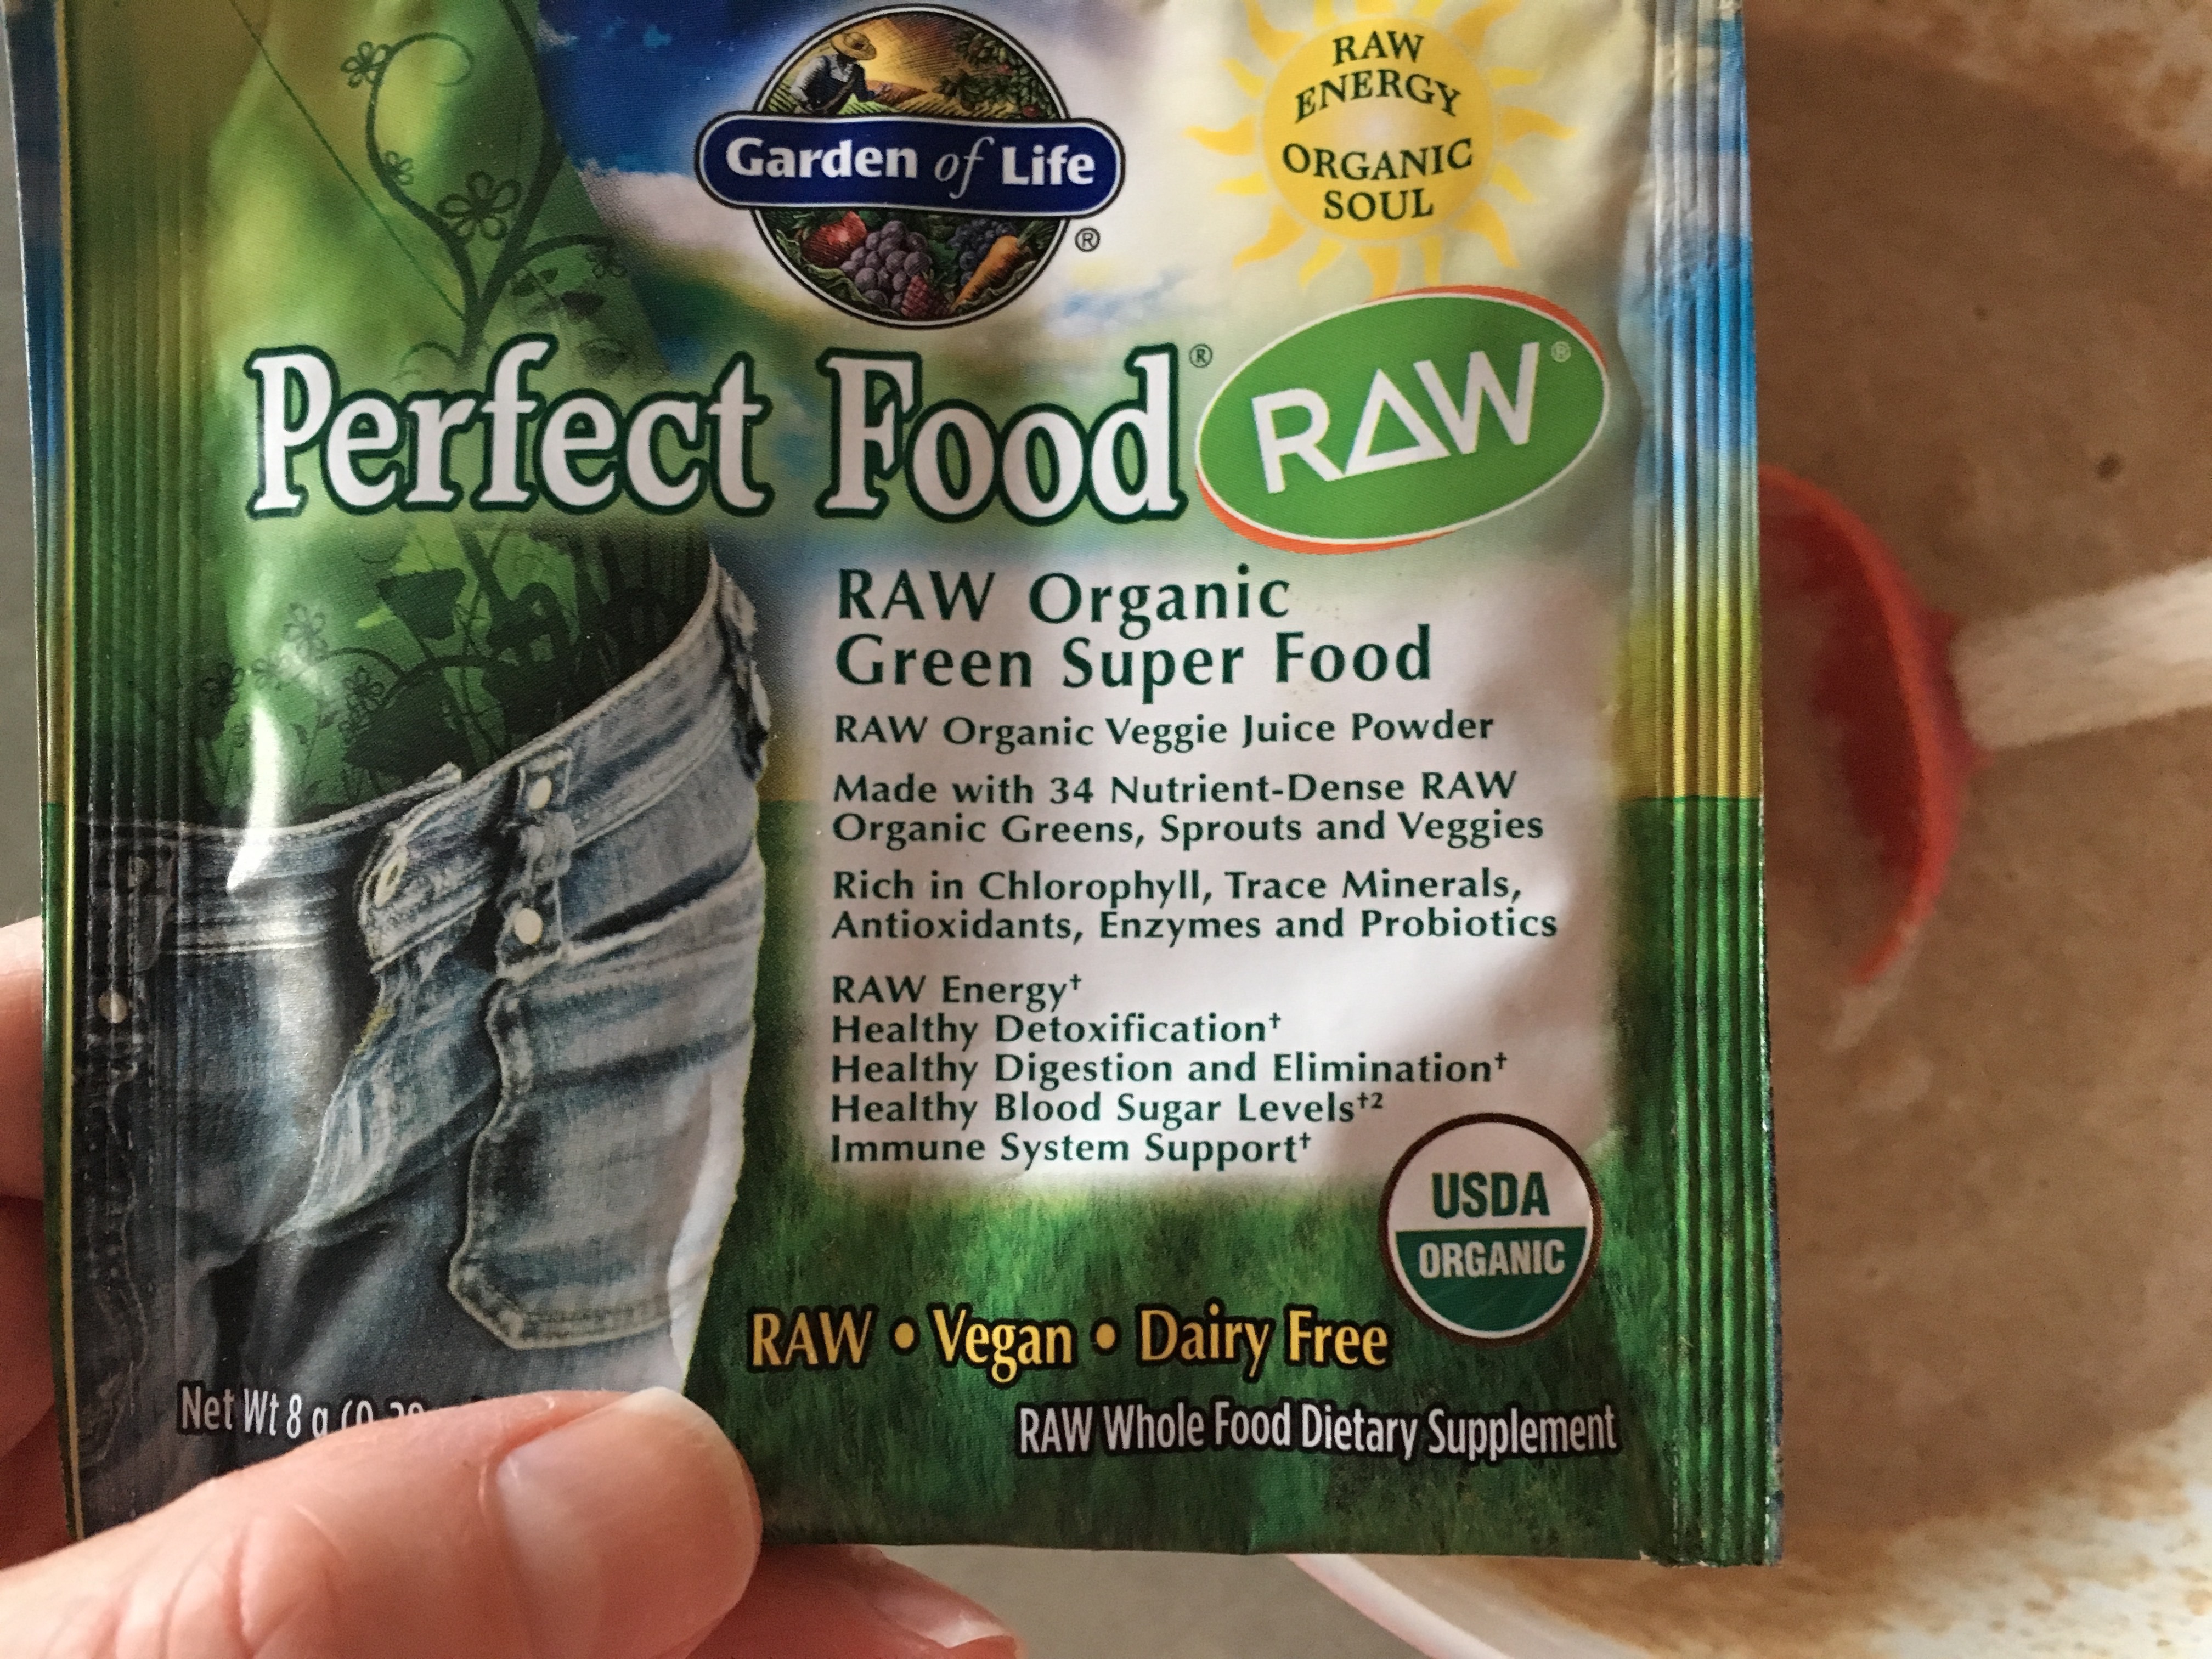 Garden of Life®
RAW
ENERGY
ORGANIC
SOUL
Perfect Food® RAW®
RAW Organic
Green Super Food
RAW Organic Veggie Juice Powder
Made with 34 Nutrient-Dense RAW
Organic Greens, Sprouts and Veggies
Rich in Chlorophyll, Trace Minerals,
Antioxidants, Enzymes and Probiotics
RAW Energy†
Healthy Detoxification†
Healthy Digestion and Elimination†
Healthy Blood Sugar Levels†²
Immune System Support†
USDA
ORGANIC
RAW • Vegan • Dairy Free
Net Wt 8 g
RAW Whole Food Dietary Supplement